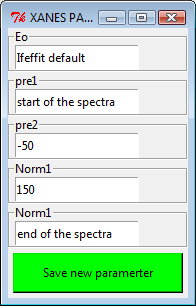 XANES PA...
Eo
Ifeffit default
pre1
start of the spectra
pre2
-50
Norm1
150
Norm1
end of the spectra
Save new paramerter